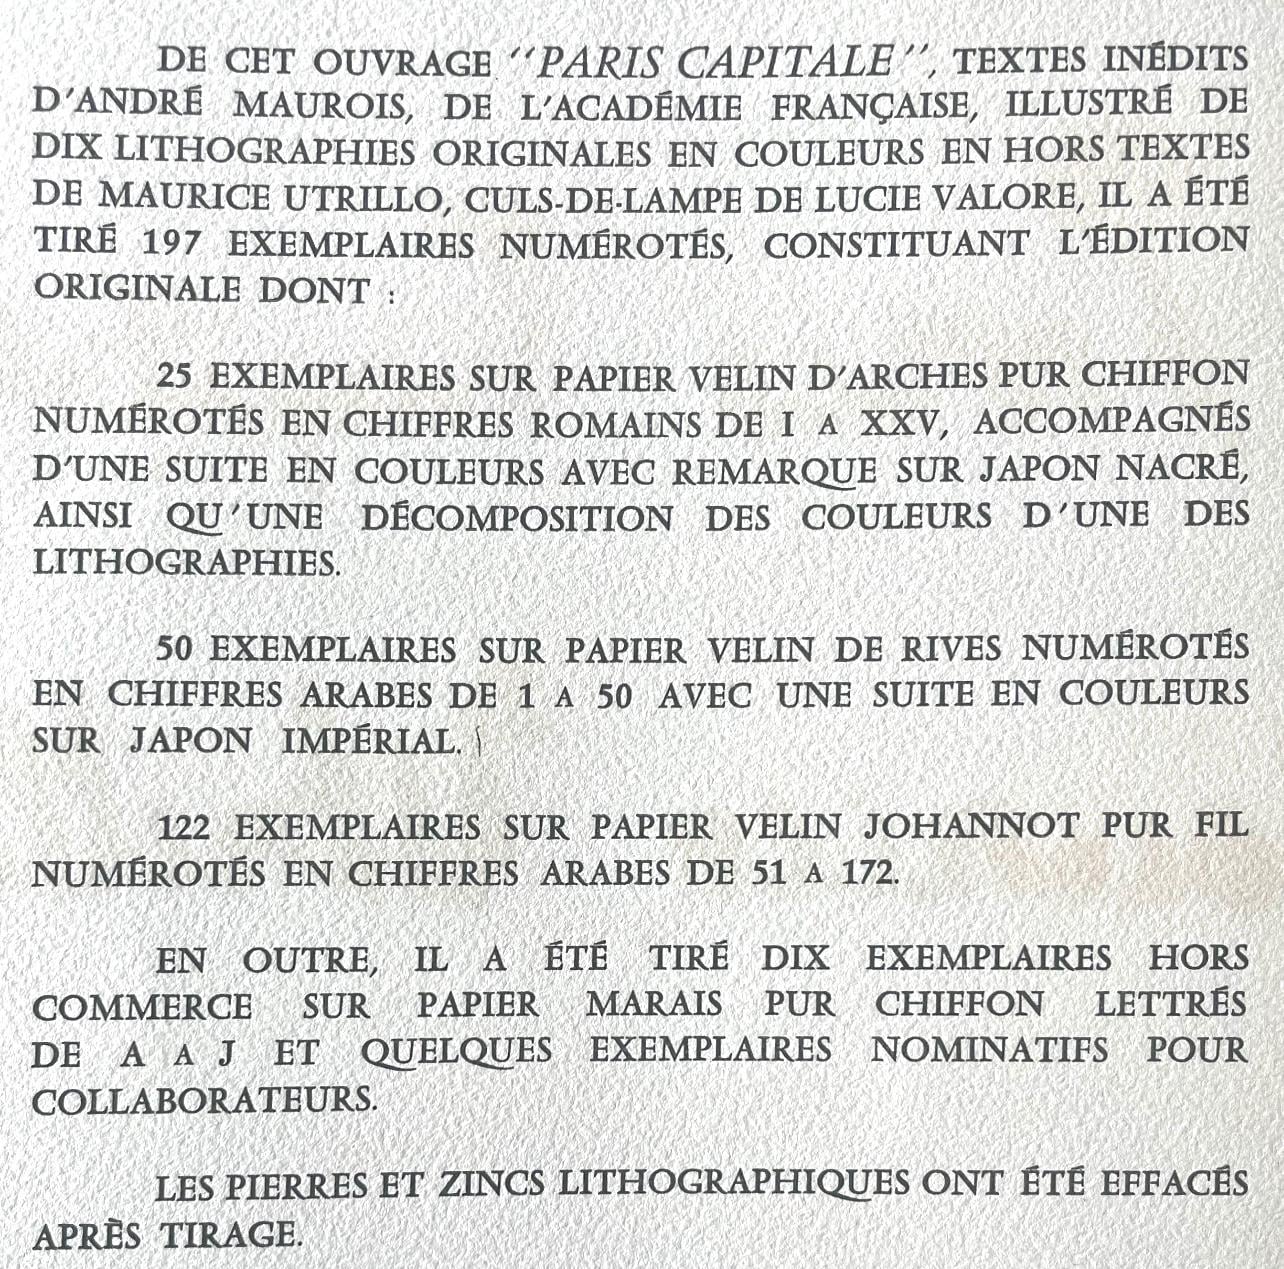 DE CET OUVRAGE ‘‘PARIS CAPITALE’’, TEXTES INÉDITS
D'ANDRÉ MAUROIS, DE L'ACADÉMIE FRANÇAISE, ILLUSTRÉ DE
DIX LITHOGRAPHIES ORIGINALES EN COULEURS EN HORS TEXTES
DE MAURICE UTRILLO, CULS-DE-LAMPE DE LUCIE VALORE, IL A ÉTÉ
TIRÉ 197 EXEMPLAIRES NUMÉROTÉS, CONSTITUANT L'ÉDITION
ORIGINALE DONT :
25 EXEMPLAIRES SUR PAPIER VELIN D'ARCHES PUR CHIFFON
NUMÉROTÉS EN CHIFFRES ROMAINS DE I A XXV, ACCOMPAGNÉS
D'UNE SUITE EN COULEURS AVEC REMARQUE SUR JAPON NACRÉ,
AINSI QU'UNE DÉCOMPOSITION DES COULEURS D'UNE DES
LITHOGRAPHIES.
50 EXEMPLAIRES SUR PAPIER VELIN DE RIVES NUMÉROTÉS
EN CHIFFRES ARABES DE 1 A 50 AVEC UNE SUITE EN COULEURS
SUR JAPON IMPÉRIAL.
122 EXEMPLAIRES SUR PAPIER VELIN JOHANNOT PUR FIL
NUMÉROTÉS EN CHIFFRES ARABES DE 51 A 172.
EN OUTRE, IL A ÉTÉ TIRÉ DIX EXEMPLAIRES HORS
COMMERCE SUR PAPIER MARAIS PUR CHIFFON LETTRÉS
DE A A J ET QUELQUES EXEMPLAIRES NOMINATIFS POUR
COLLABORATEURS.
LES PIERRES ET ZINCS LITHOGRAPHIQUES ONT ÉTÉ EFFACÉS
APRÈS TIRAGE.